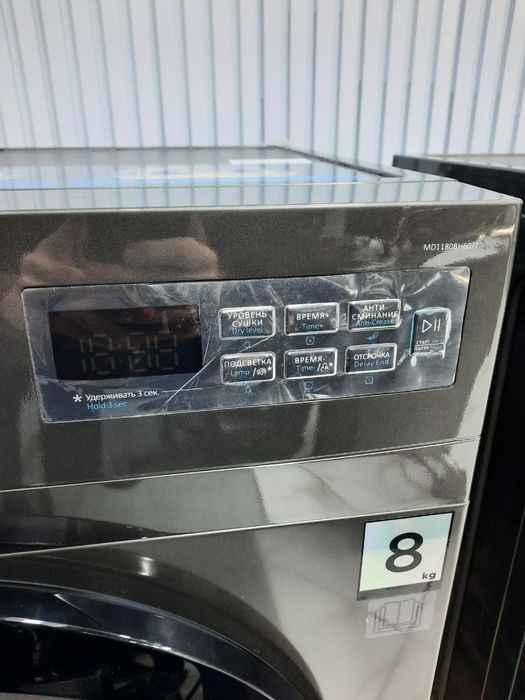 УРОВЕНЬ
СУШКИ
Dry level
ВРЕМЯ+
Time+
АНТИ-
СМИНАНИЕ
Anti-Crease
ПОДСВЕТКА
Lamp
*
ВРЕМЯ-
Time-
*
ОТСРОЧКА
Delay End
* Удерживать 3 сек.
Hold 3 sec
8
kg